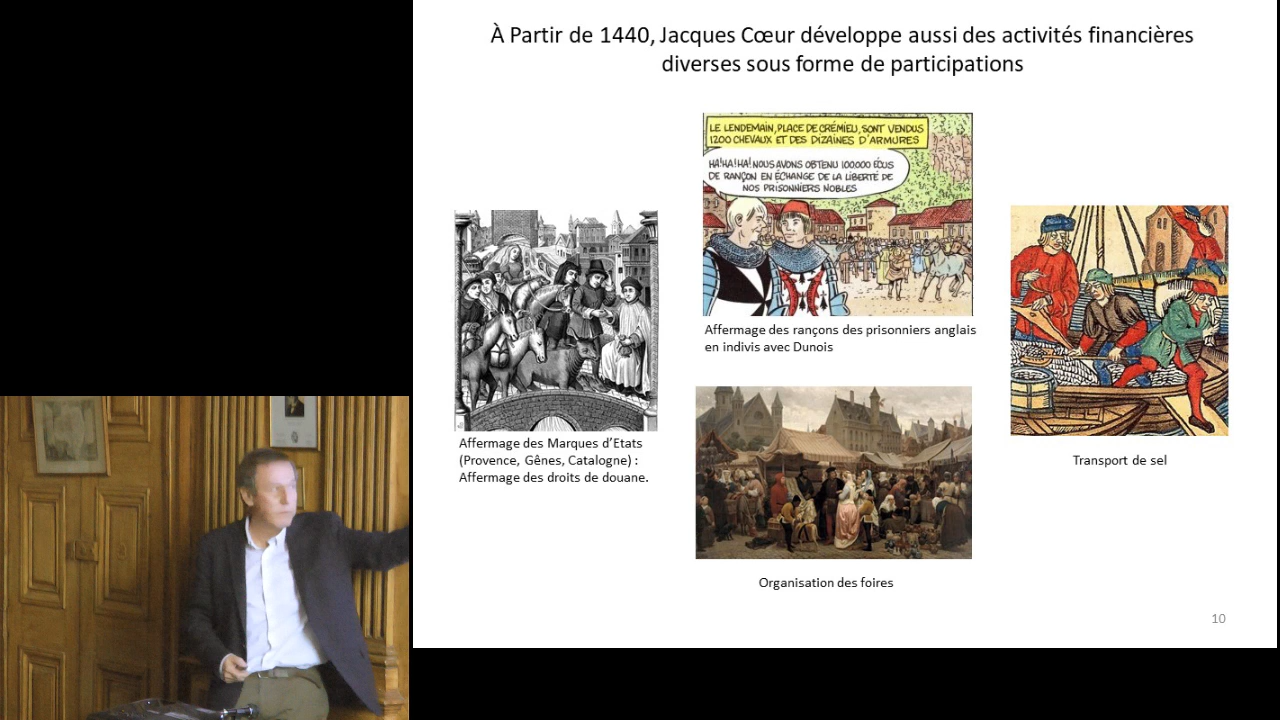 À Partir de 1440, Jacques Cœur développe aussi des activités financières
diverses sous forme de participations
LE LENDEMAIN, PLACE DE CRÉMIEU, SONT VENDUS
1200 CHEVAUX ET DES DIZAINES D'ARMURES
HA!HA!HA! NOUS AVONS OBTENU 100000 ÉCUS
DE RANÇON EN ÉCHANGE DE LA LIBERTÉ DE
NOS PRISONNIERS NOBLES
Affermage des rançons des prisonniers anglais
en indivis avec Dunois
Affermage des Marques d’Etats
(Provence, Gênes, Catalogne) :
Affermage des droits de douane.
Transport de sel
Organisation des foires
10